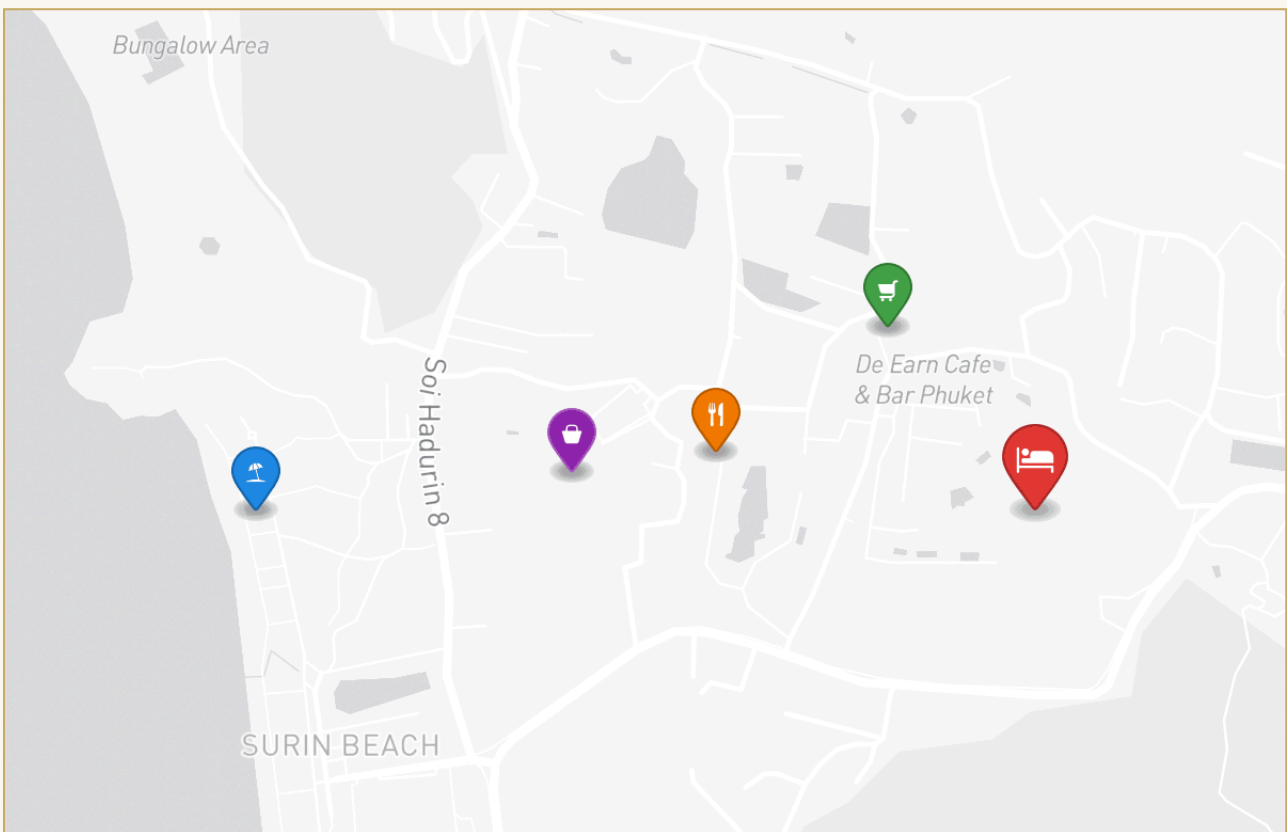 Bungalow Area
Soi Hadurin 8
De Earn Cafe
& Bar Phuket
SURIN BEACH